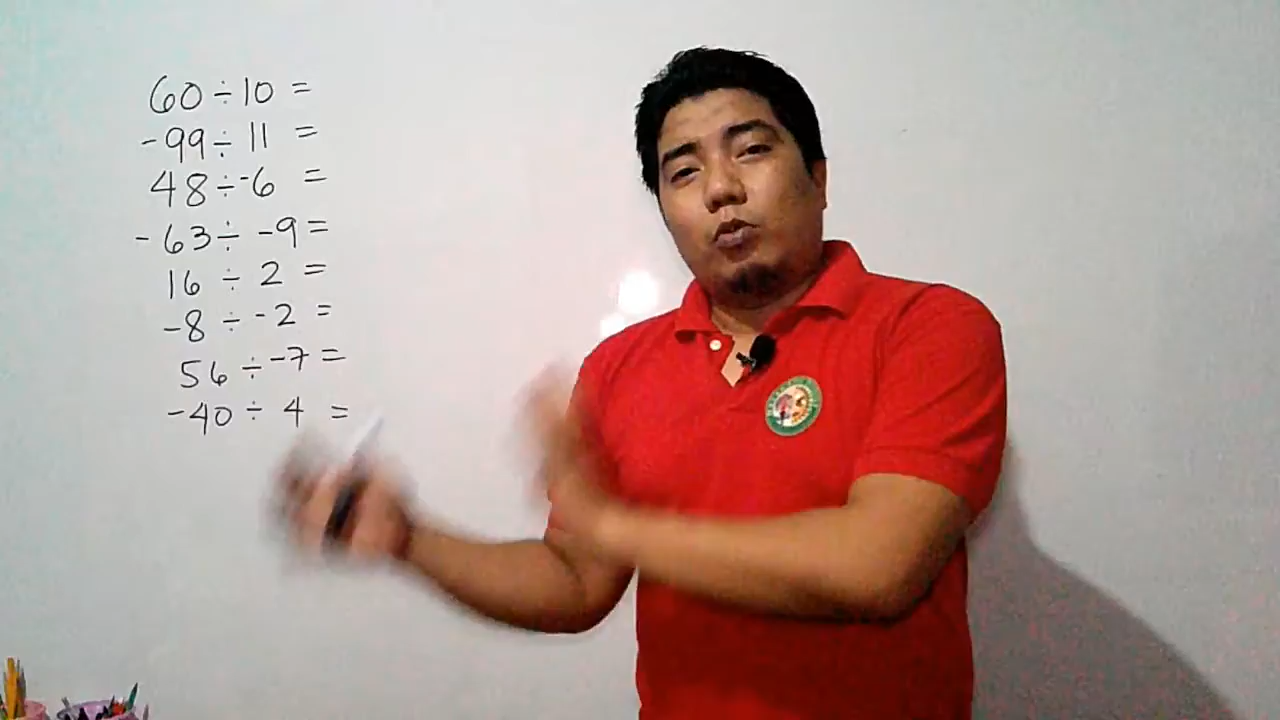 60 ÷ 10 =
-99 ÷ 11 =
48 ÷ -6 =
-63 ÷ -9 =
16 ÷ 2 =
-8 ÷ -2 =
56 ÷ -7 =
-40 ÷ 4 =